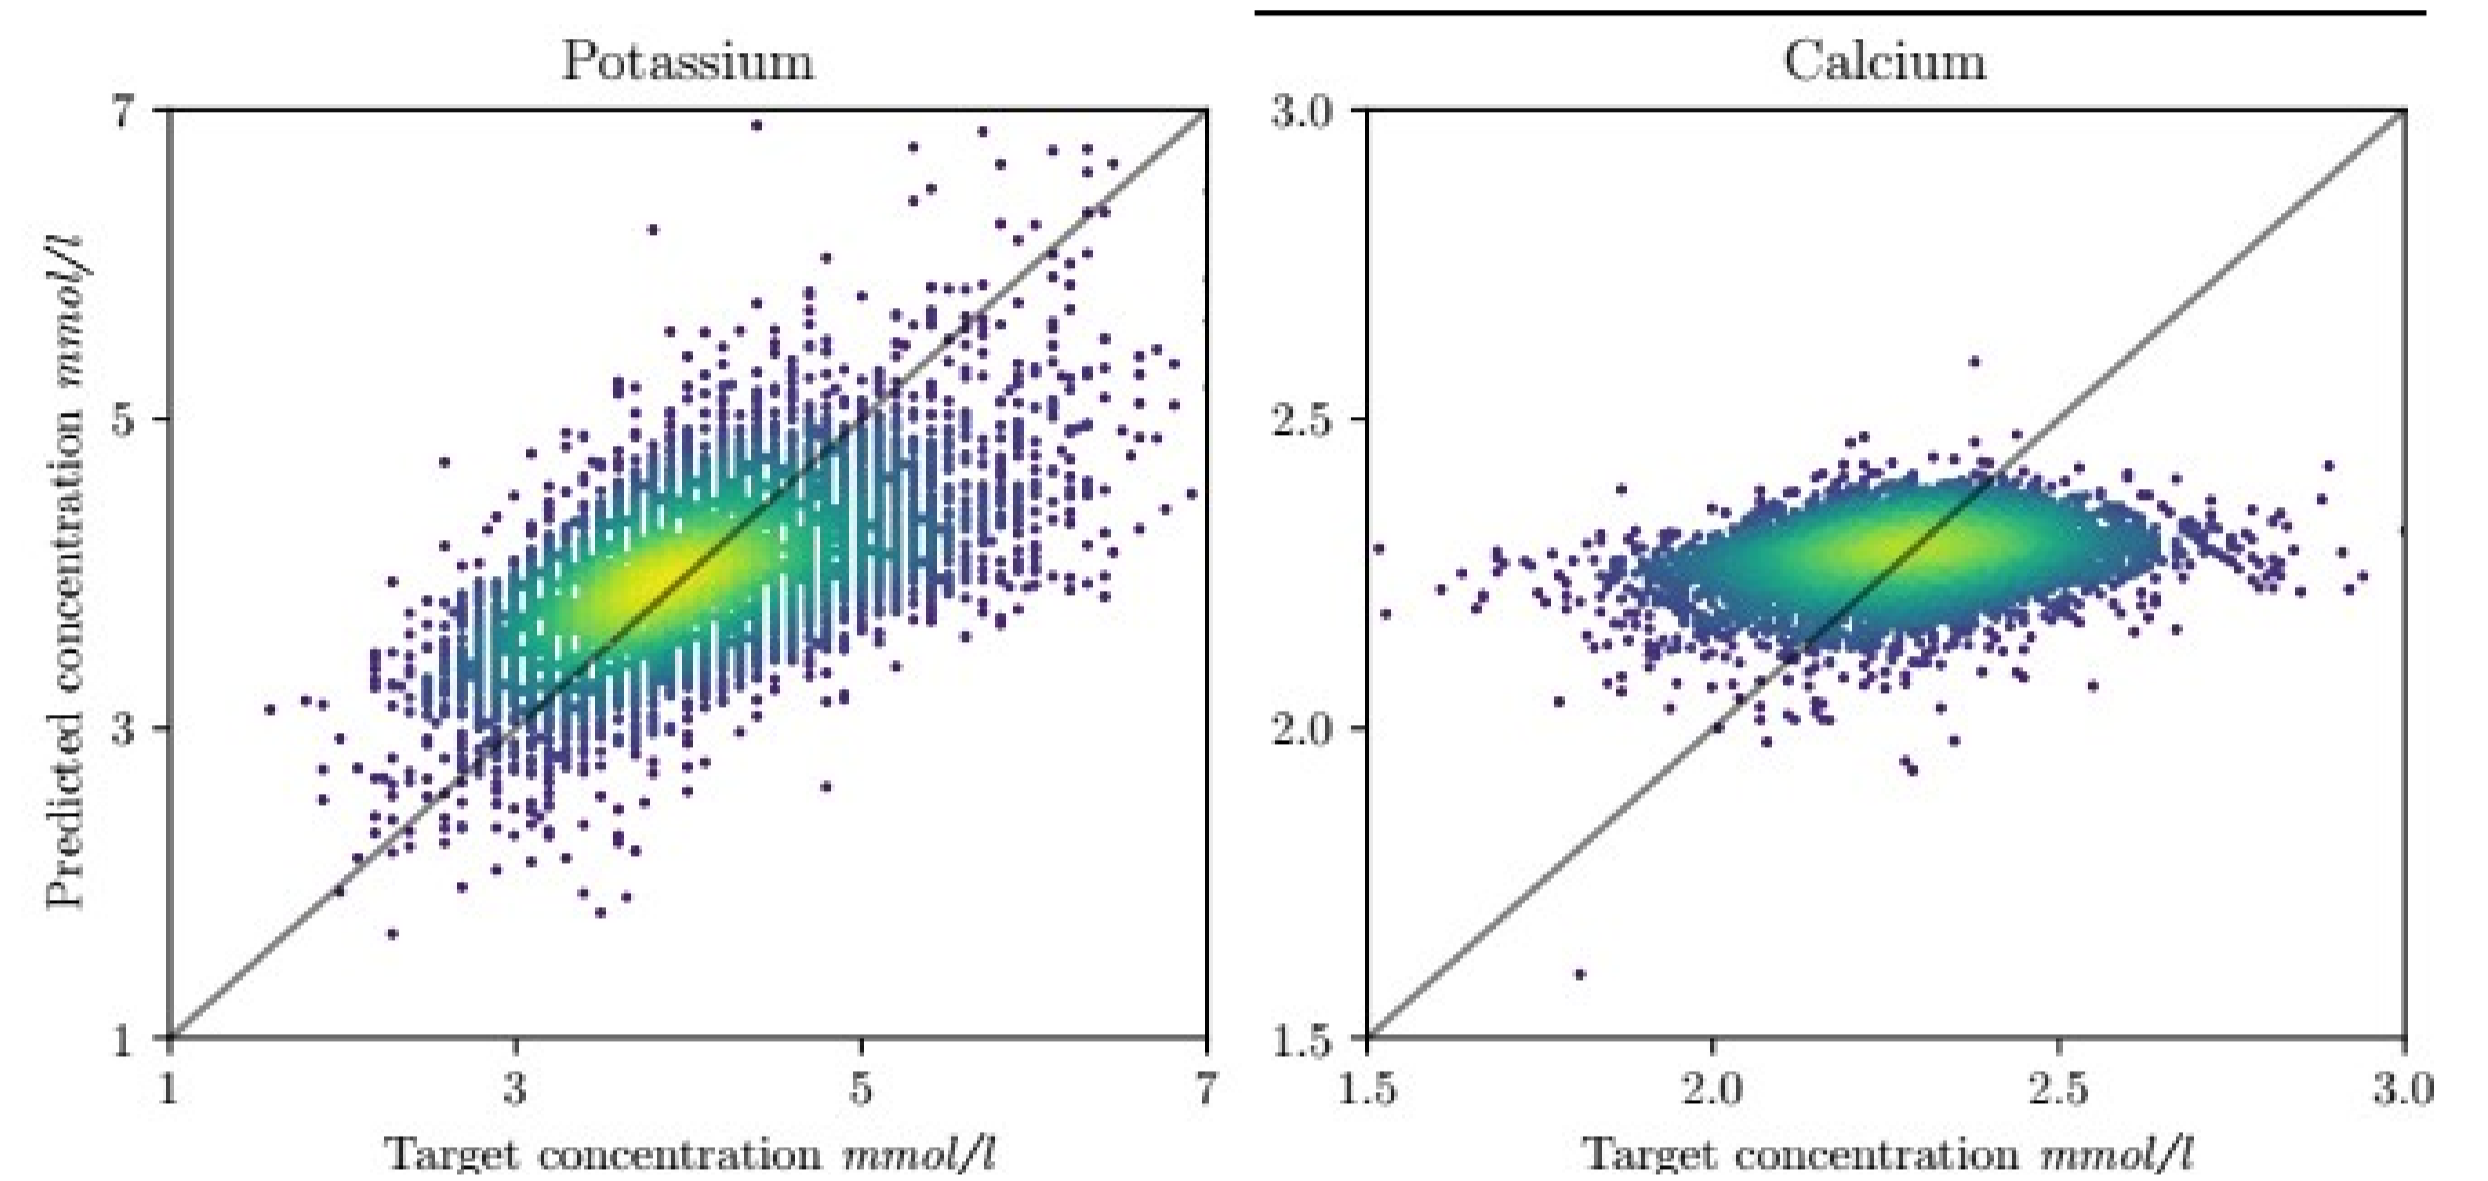 Potassium
Predicted concentration mmol/l
7
5
3
1
1 3 5 7
Target concentration mmol/l
Calcium
3.0
2.5
2.0
1.5
1.5 2.0 2.5 3.0
Target concentration mmol/l